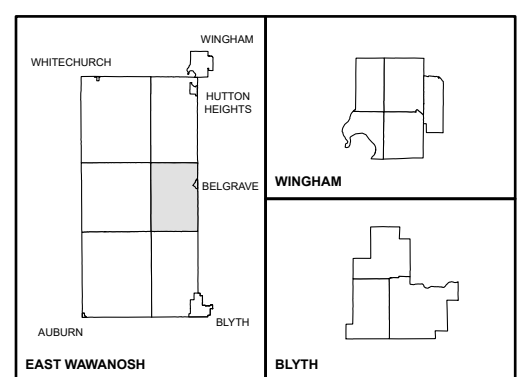 WINGHAM
WHITECHURCH
HUTTON
HEIGHTS
BELGRAVE
BLYTH
AUBURN
EAST WAWANOSH
WINGHAM
BLYTH